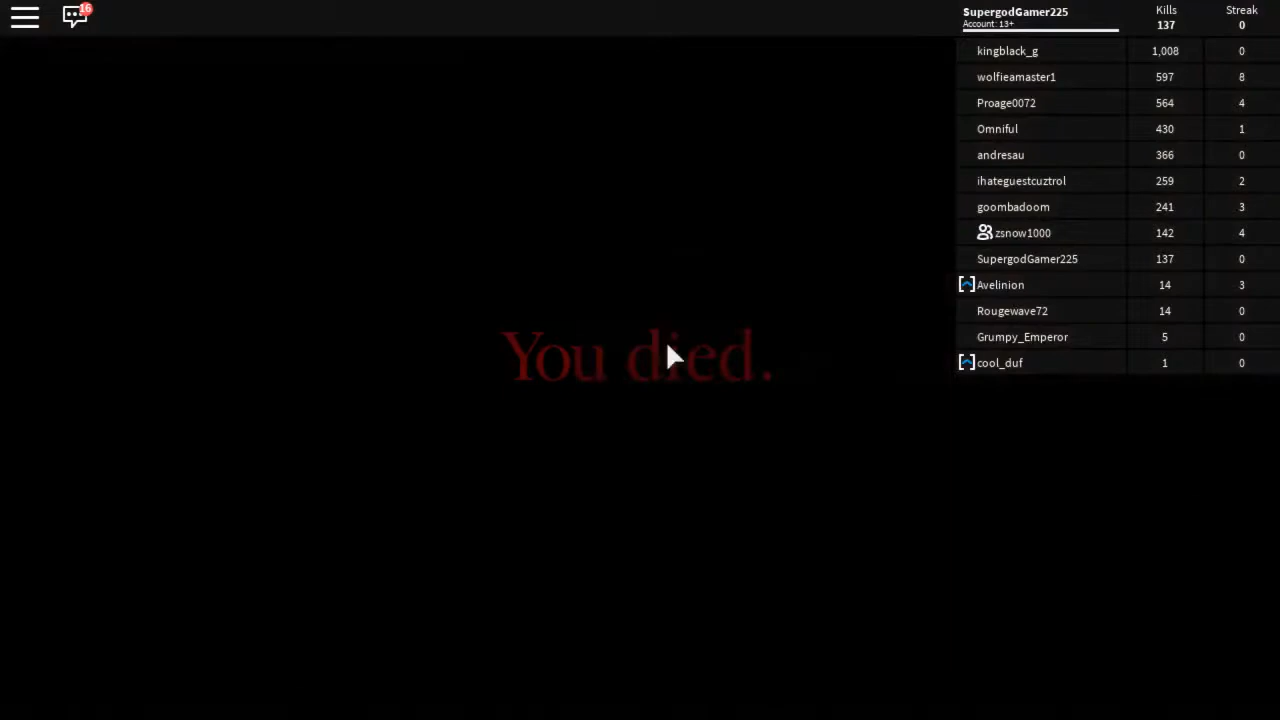 16
SupergodGamer225 Kills Streak
Account: 13+ 137 0
kingblack_g 1,008 0
wolfieamaster1 597 8
Proage0072 564 4
Omniful 430 1
andresau 366 0
ihateguestcuztrol 259 2
goombadoom 241 3
zsnow1000 142 4
SupergodGamer225 137 0
Avelinion 14 3
Rougewave72 14 0
Grumpy_Emperor 5 0
cool_duf 1 0
You died.